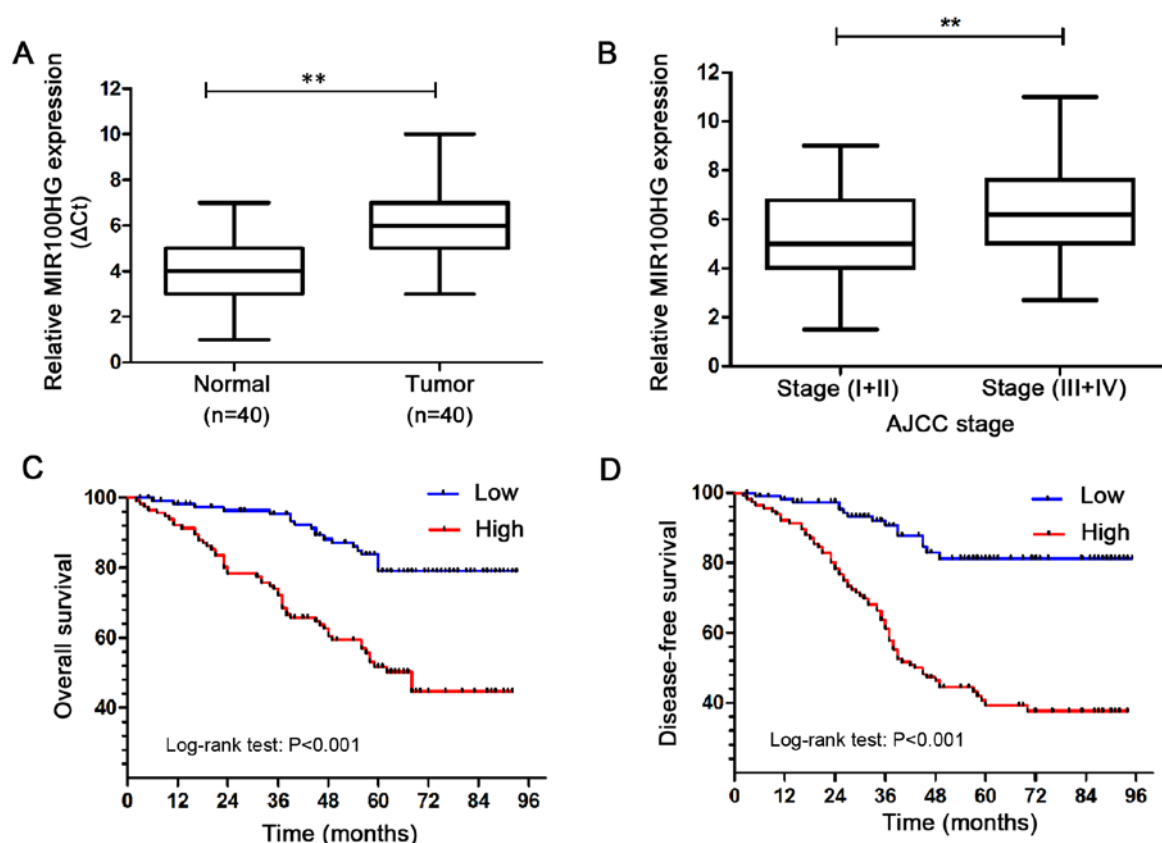 A
Relative MIR100HG expression
(ΔCt)
**
12
10
8
6
4
2
0
Normal
(n=40)
Tumor
(n=40)
B
Relative MIR100HG expression
**
12
10
8
6
4
2
0
Stage (I+II)
Stage (III+IV)
AJCC stage
C
Overall survival
100
80
60
40
Low
High
Log-rank test: P<0.001
0 12 24 36 48 60 72 84 96
Time (months)
D
Disease-free survival
100
80
60
40
Low
High
Log-rank test: P<0.001
0 12 24 36 48 60 72 84 96
Time (months)